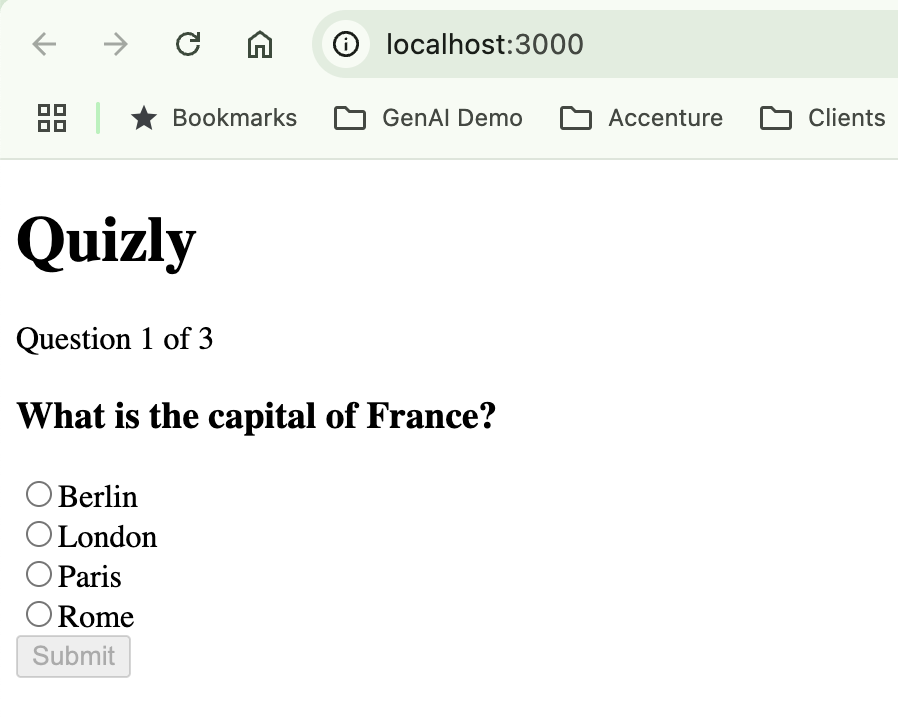 localhost:3000
Bookmarks GenAI Demo Accenture Clients
Quizly
Question 1 of 3
What is the capital of France?
Berlin
London
Paris
Rome
Submit